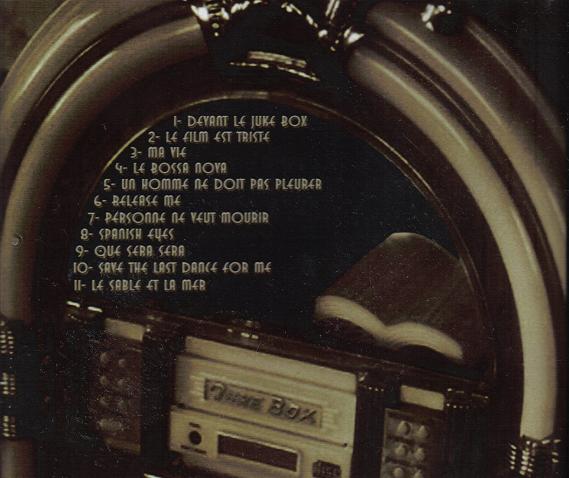 1- DEVANT LE JUKE BOX
2- LE FILM EST TRISTE
3- MA VIE
4- LE BOSSA NOVA
5- UN HOMME NE DOIT PAS PLEURER
6- RELEASE ME
7- PERSONNE NE VEUT MOURIR
8- SPANISH EYES
9- QUE SERA SERA
10- SAVE THE LAST DANCE FOR ME
11- LE SABLE ET LA MER
JUKE BOX
DISC